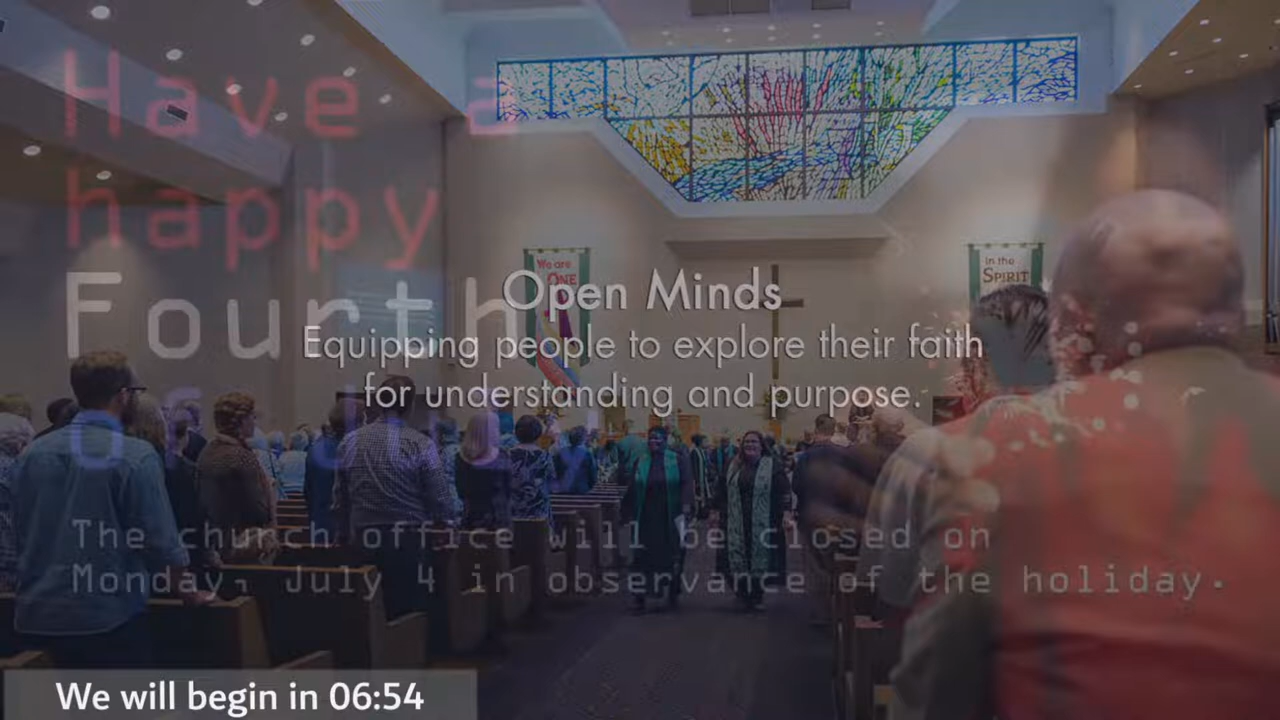 Have a
happy
Fourth
of July
The church office will be closed on
Monday, July 4 in observance of the holiday.
Open Minds
Equipping people to explore their faith
for understanding and purpose.
We are
ONE
in the
SPIRIT
We will begin in 06:54